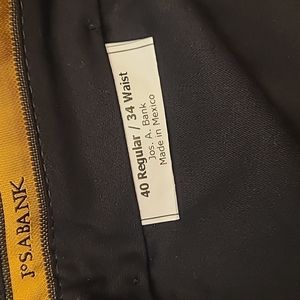 40 Regular / 34 Waist
Jos. A. Bank
Made in Mexico
JoSABANK